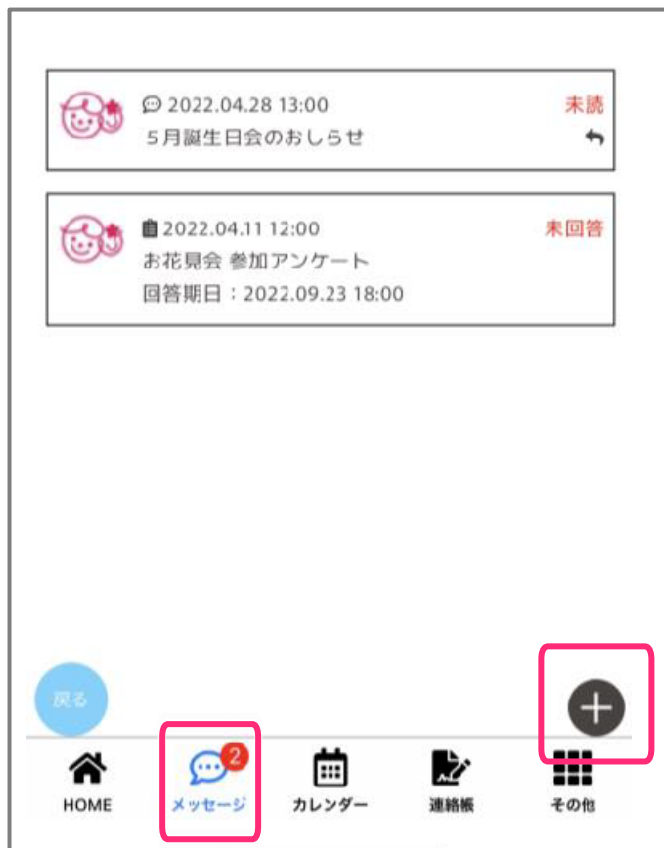 2022.04.28 13:00
未読
５月誕生日会のおしらせ
2022.04.11 12:00
未回答
お花見会 参加アンケート
回答期日：2022.09.23 18:00
戻る
2
HOME
メッセージ
カレンダー
連絡帳
その他